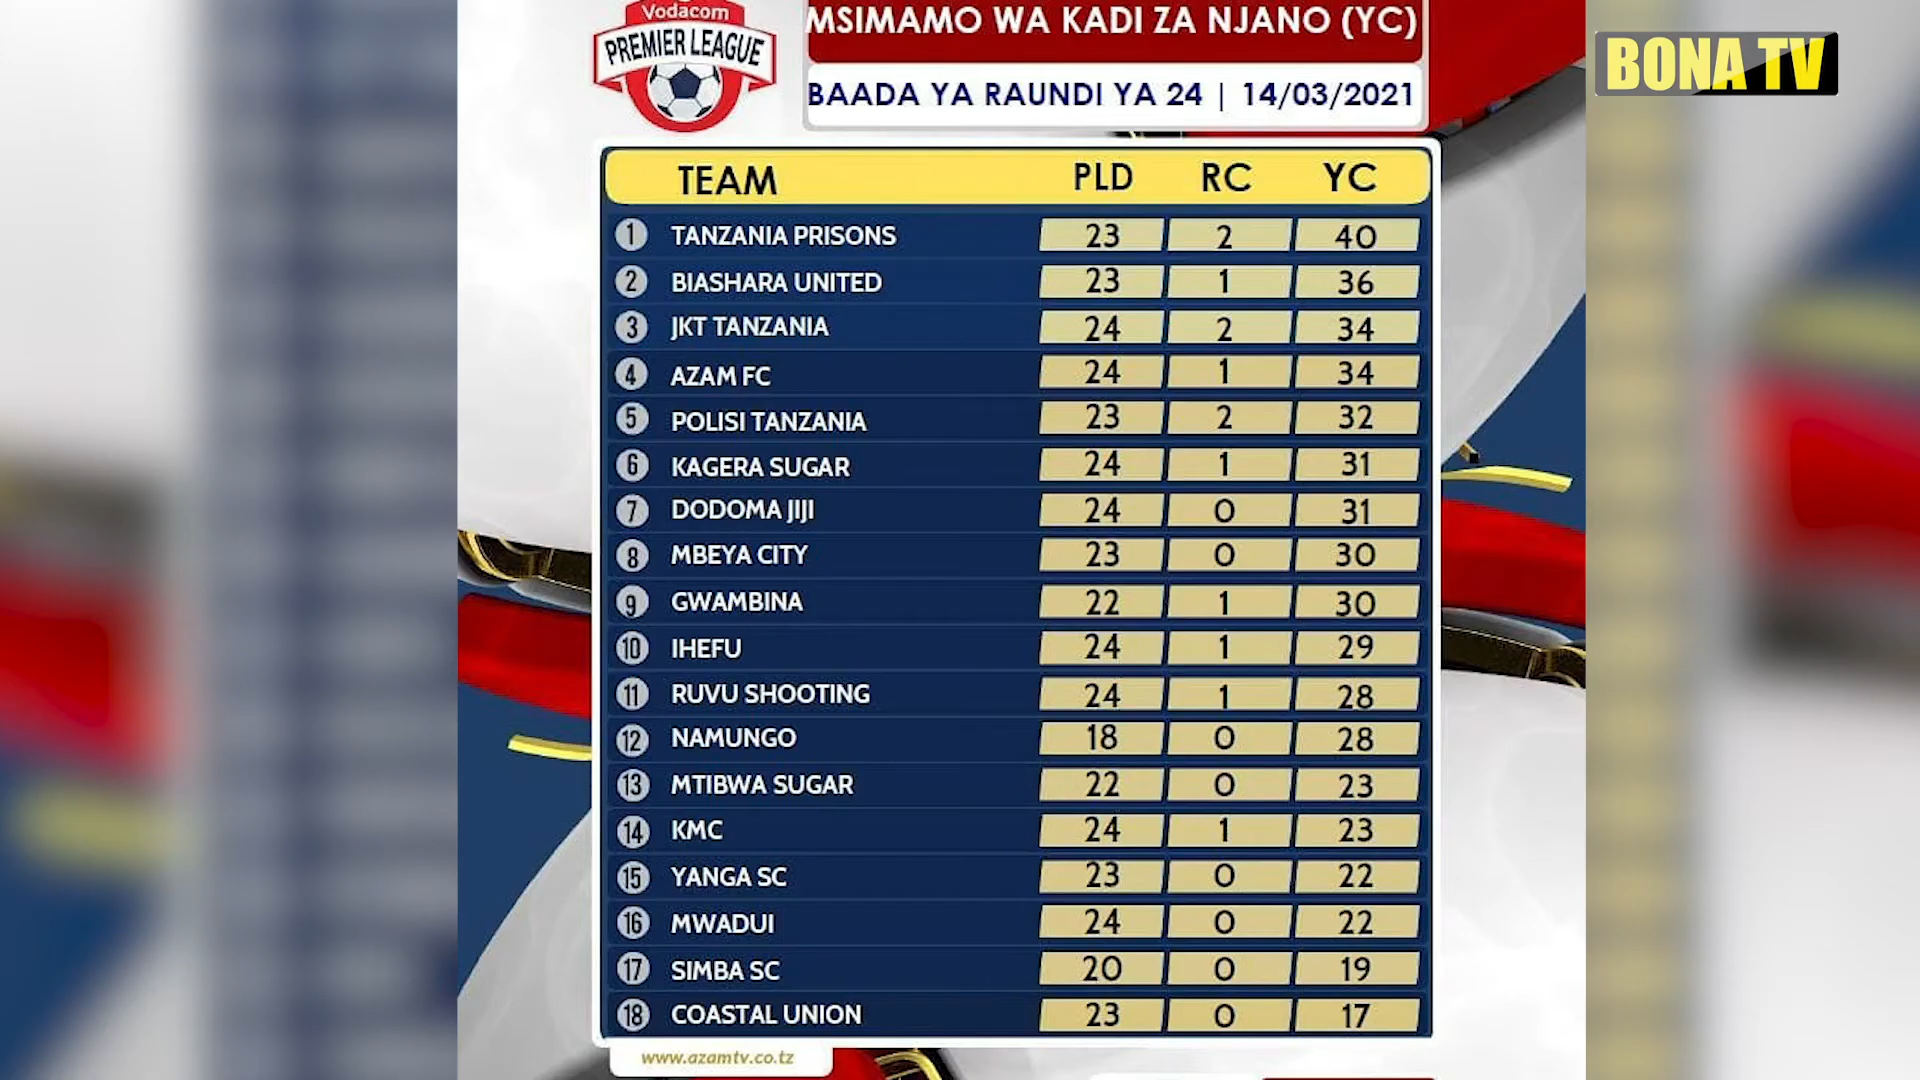 Vodacom
PREMIER LEAGUE
MSIMAMO WA KADI ZA NJANO (YC)
BAADA YA RAUNDI YA 24 | 14/03/2021
BONA TV
TEAM PLD RC YC
1 TANZANIA PRISONS 23 2 40
2 BIASHARA UNITED 23 1 36
3 JKT TANZANIA 24 2 34
4 AZAM FC 24 1 34
5 POLISI TANZANIA 23 2 32
6 KAGERA SUGAR 24 1 31
7 DODOMA JIJI 24 0 31
8 MBEYA CITY 23 0 30
9 GWAMBINA 22 1 30
10 IHEFU 24 1 29
11 RUVU SHOOTING 24 1 28
12 NAMUNGO 18 0 28
13 MTIBWA SUGAR 22 0 23
14 KMC 24 1 23
15 YANGA SC 23 0 22
16 MWADUI 24 0 22
17 SIMBA SC 20 0 19
18 COASTAL UNION 23 0 17
www.azamtv.co.tz